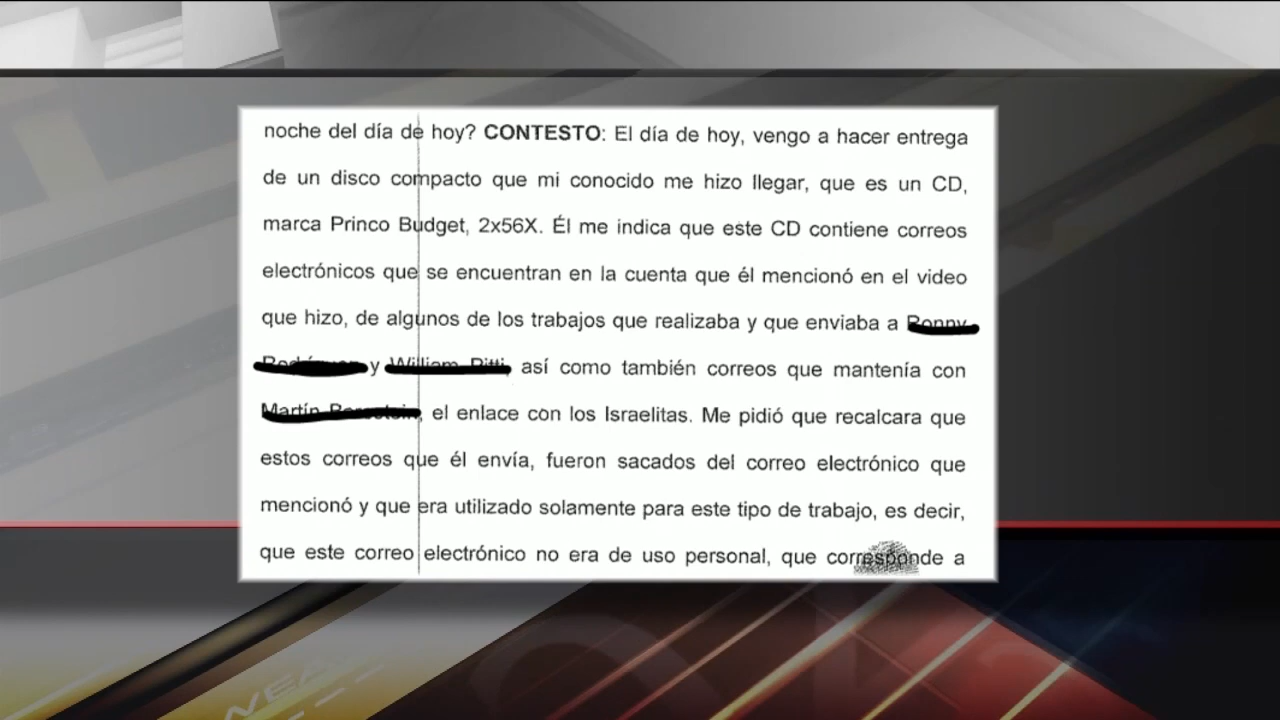 noche del día de hoy? CONTESTO: El día de hoy, vengo a hacer entrega
de un disco compacto que mi conocido me hizo llegar, que es un CD,
marca Princo Budget, 2x56X. Él me indica que este CD contiene correos
electrónicos que se encuentran en la cuenta que él mencionó en el video
que hizo, de algunos de los trabajos que realizaba y que enviaba a
y así como también correos que mantenía con
el enlace con los Israelitas. Me pidió que recalcara que
estos correos que él envía, fueron sacados del correo electrónico que
mencionó y que era utilizado solamente para este tipo de trabajo, es decir,
que este correo electrónico no era de uso personal, que corresponde a